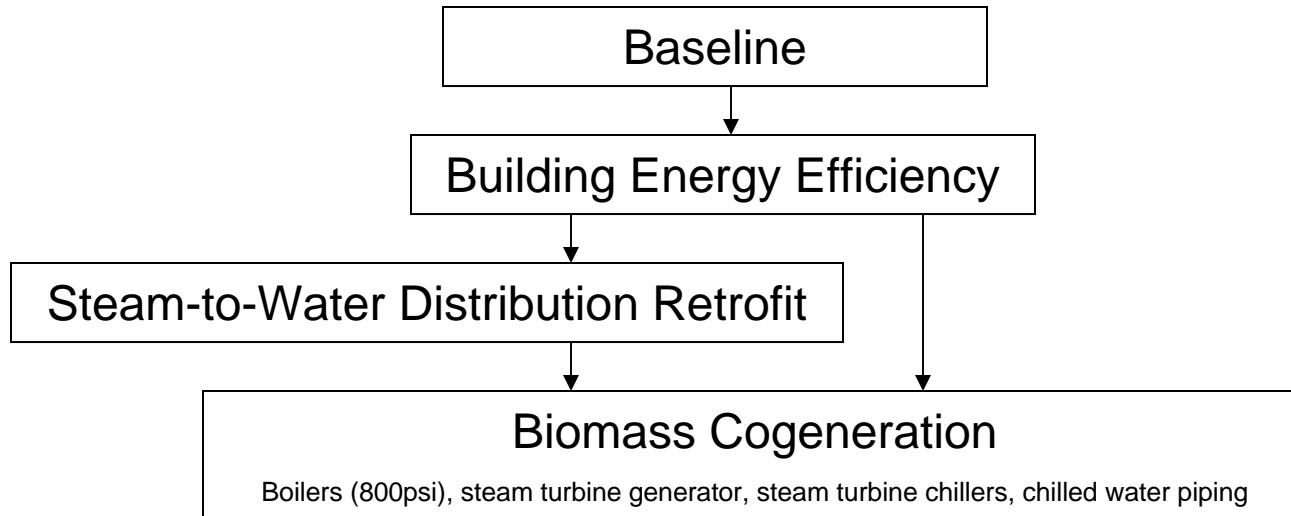 Baseline
Building Energy Efficiency
Steam-to-Water Distribution Retrofit
Biomass Cogeneration
Boilers (800psi), steam turbine generator, steam turbine chillers, chilled water piping